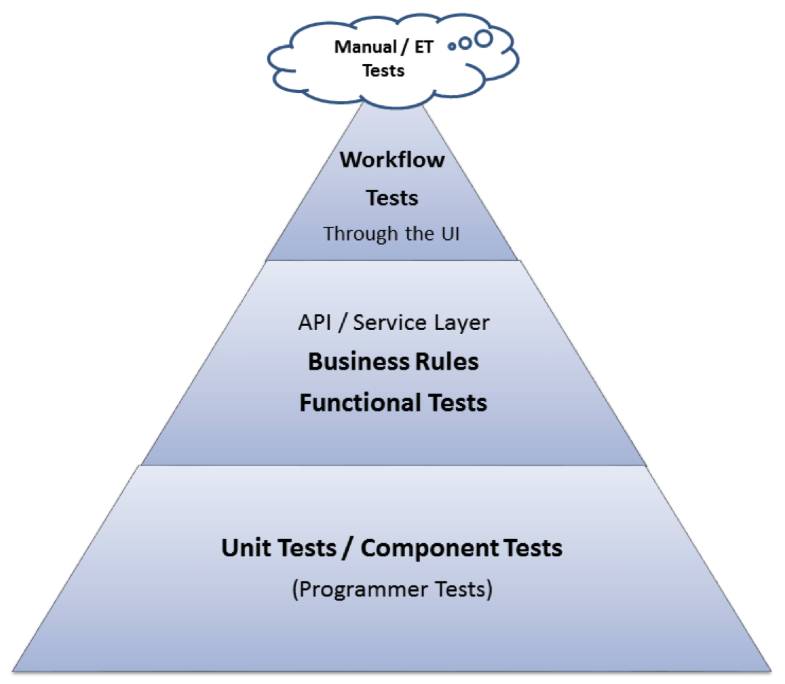 Manual / ET
Tests
Workflow
Tests
Through the UI
API / Service Layer
Business Rules
Functional Tests
Unit Tests / Component Tests
(Programmer Tests)